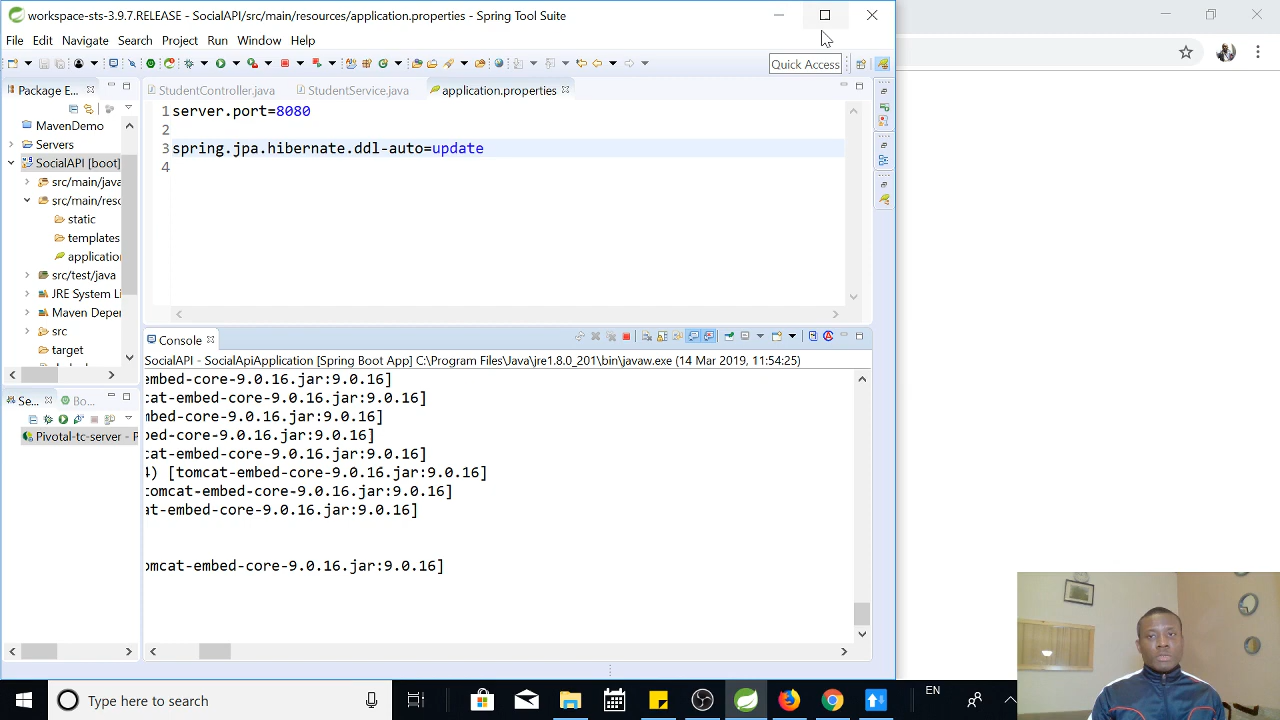 workspace-sts-3.9.7.RELEASE - SocialAPI/src/main/resources/application.properties - Spring Tool Suite
File Edit Navigate Search Project Run Window Help
Quick Access
Package E...
StudentController.java
StudentService.java
application.properties
MavenDemo
Servers
SocialAPI [boot]
src/main/java
src/main/reso
static
templates
application
src/test/java
JRE System Li
Maven Depen
src
target
1 server.port=8080
2
3 spring.jpa.hibernate.ddl-auto=update
4
Se...
Bo...
Pivotal-tc-server - P
Console
SocialAPI - SocialApiApplication [Spring Boot App] C:\Program Files\Java\jre1.8.0_201\bin\javaw.exe (14 Mar 2019, 11:54:25)
embed-core-9.0.16.jar:9.0.16]
cat-embed-core-9.0.16.jar:9.0.16]
embed-core-9.0.16.jar:9.0.16]
bed-core-9.0.16.jar:9.0.16]
cat-embed-core-9.0.16.jar:9.0.16]
4) [tomcat-embed-core-9.0.16.jar:9.0.16]
tomcat-embed-core-9.0.16.jar:9.0.16]
at-embed-core-9.0.16.jar:9.0.16]
omcat-embed-core-9.0.16.jar:9.0.16]
Type here to search
EN